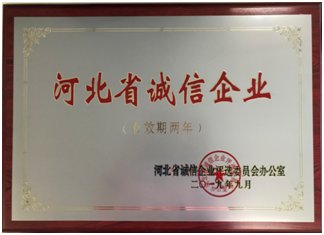 河北省诚信企业
（有效期两年）
河北省诚信企业评选委员会办公室
二〇一九年九月